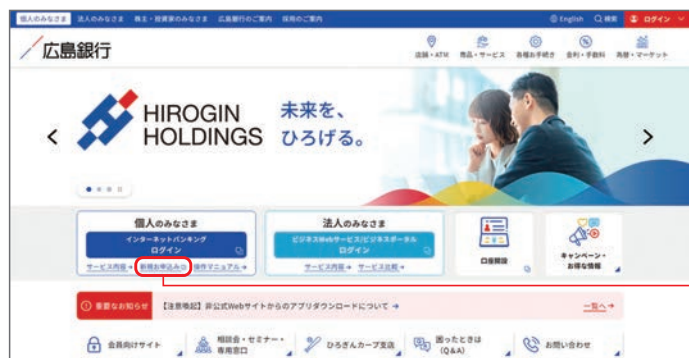 個人のみなさま 法人のみなさま 株主・投資家のみなさま 広島銀行のご案内 採用のご案内 English 検索 ログイン
広島銀行
店舗・ATM 商品・サービス 各種お手続き 金利・手数料 為替・マーケット
HIROGIN
HOLDINGS
未来を、
ひろげる。
個人のみなさま
インターネットバンキング
ログイン
サービス内容 新規お申込み 操作マニュアル
法人のみなさま
ビジネスWebサービス/ビジネスポータル
ログイン
サービス内容 サービス比較
口座開設
キャンペーン・
お得な情報
重要なお知らせ 【注意喚起】非公式Webサイトからのアプリダウンロードについて 一覧へ
会員向けサイト
相談会・セミナー・
専用窓口
ひろぎんカープ支店
困ったときは
(Q&A)
お問い合わせ